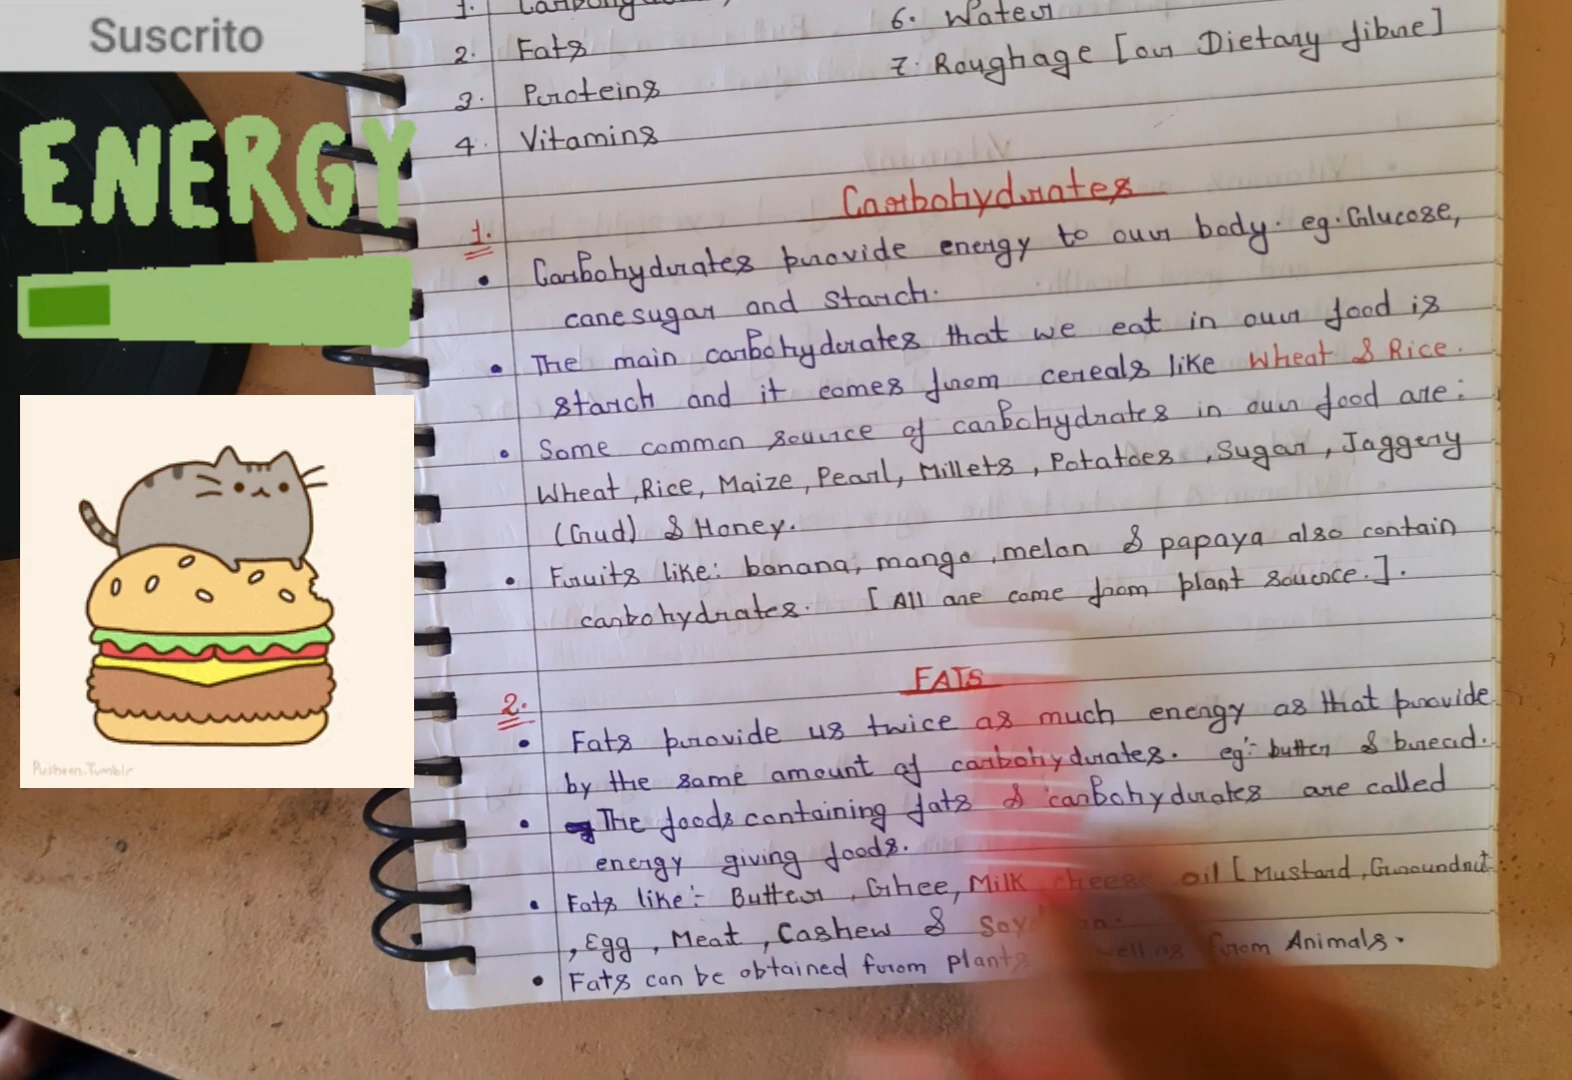 Suscrito
ENERGY
Pusheen.Tumblr
1.
2. Fats
3. Proteins
4. Vitamins
6. Water
7. Roughage [or Dietary fibre]
Carbohydrates
1.
• Carbohydrates provide energy to our body. eg. Glucose,
canesugar and starch.
• The main carbohydrates that we eat in our food is
starch and it comes from cereals like Wheat & Rice.
• Some common source of carbohydrates in our food are:
Wheat, Rice, Maize, Pearl, Millets, Potatoes, Sugar, Jaggery
(Gud) & Honey.
• Fruits like: banana, mango, melon & papaya also contain
carbohydrates. [All are come from plant source.].
FATS
2.
• Fats provide us twice as much energy as that provide
by the same amount of carbohydrates. eg:- butter & bread.
• The foods containing fats & carbohydrates are called
energy giving foods.
• Fats like:- Butter, Ghee, Milk cheese oil [Mustard, Groundnut
, Egg, Meat, Cashew &
• Fats can be obtained from plants well as from Animals.